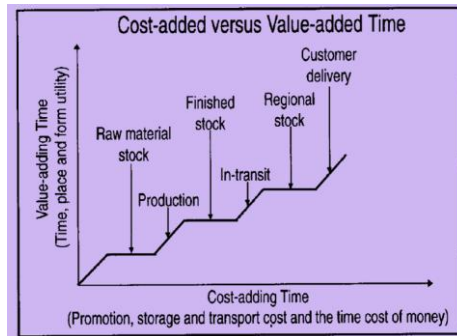 Cost-added versus Value-added Time
Customer
delivery
Finished
stock
Regional
stock
Raw material
stock
In-transit
Production
Value-adding Time
(Time, place and form utility)
Cost-adding Time
(Promotion, storage and transport cost and the time cost of money)